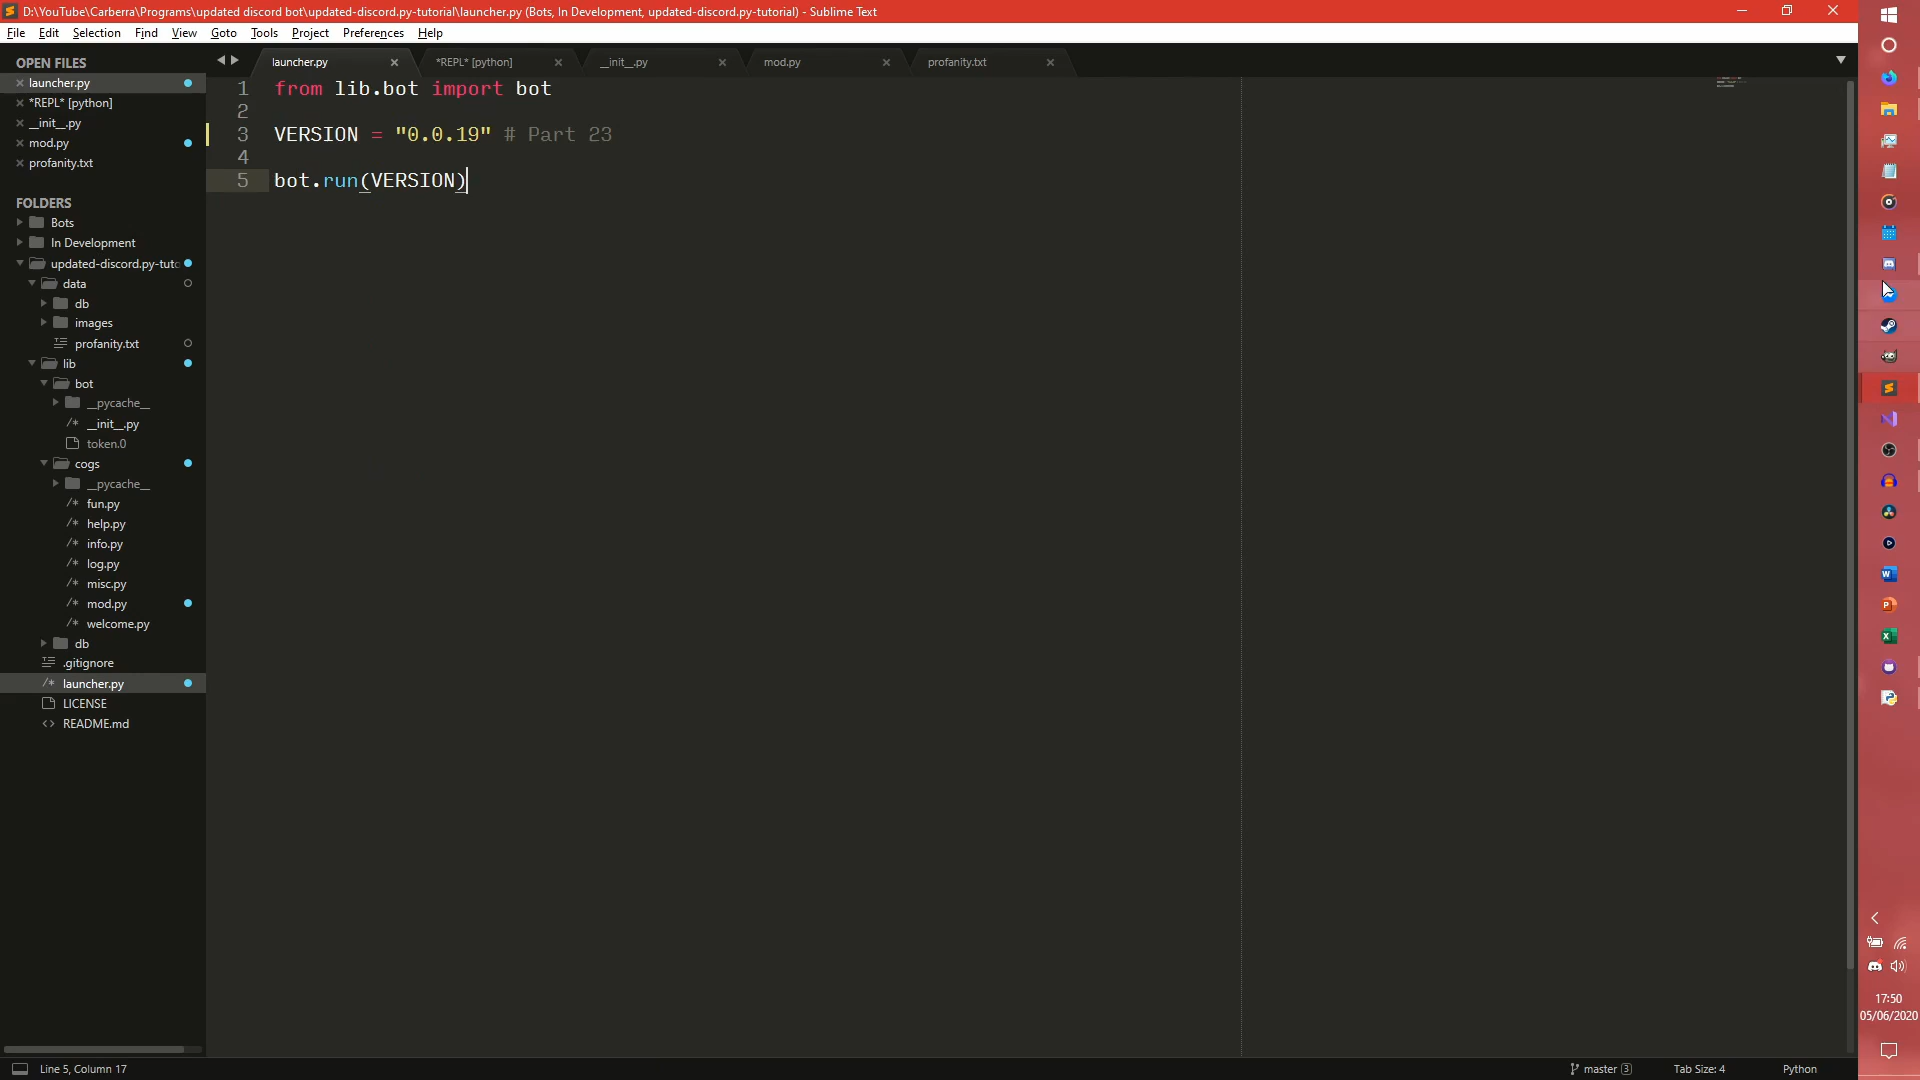 D:\YouTube\Carberra\Programs\updated discord bot\updated-discord.py-tutorial\launcher.py (Bots, In Development, updated-discord.py-tutorial) - Sublime Text
File Edit Selection Find View Goto Tools Project Preferences Help
OPEN FILES
launcher.py
*REPL* [python]
__init__.py
mod.py
profanity.txt
FOLDERS
Bots
In Development
updated-discord.py-tuto
data
db
images
profanity.txt
lib
bot
__pycache__
__init__.py
token.0
cogs
__pycache__
fun.py
help.py
info.py
log.py
misc.py
mod.py
welcome.py
db
.gitignore
launcher.py
LICENSE
README.md
launcher.py *REPL* [python] __init__.py mod.py profanity.txt
1 from lib.bot import bot
2
3 VERSION = "0.0.19" # Part 23
4
5 bot.run(VERSION)
17:50
05/06/2020
Line 5, Column 17
master 3
Tab Size: 4
Python